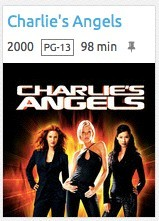 Charlie's Angels
2000 PG-13 98 min
CHARLIE'S
ANGELS